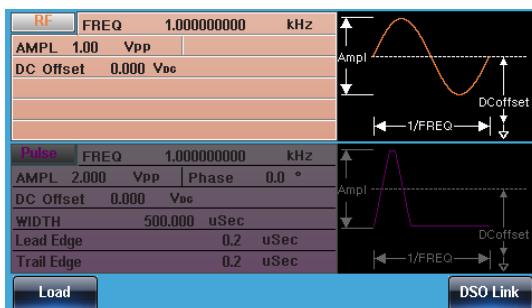 RF FREQ 1.000000000 kHz
AMPL 1.00 Vpp
DC Offset 0.000 VDC
Ampl
DCoffset
1/FREQ
Pulse FREQ 1.000000000 kHz
AMPL 2.000 Vpp Phase 0.0 °
DC Offset 0.000 VDC
WIDTH 500.000 uSec
Lead Edge 0.2 uSec
Trail Edge 0.2 uSec
Ampl
DCoffset
1/FREQ
Load
DSO Link